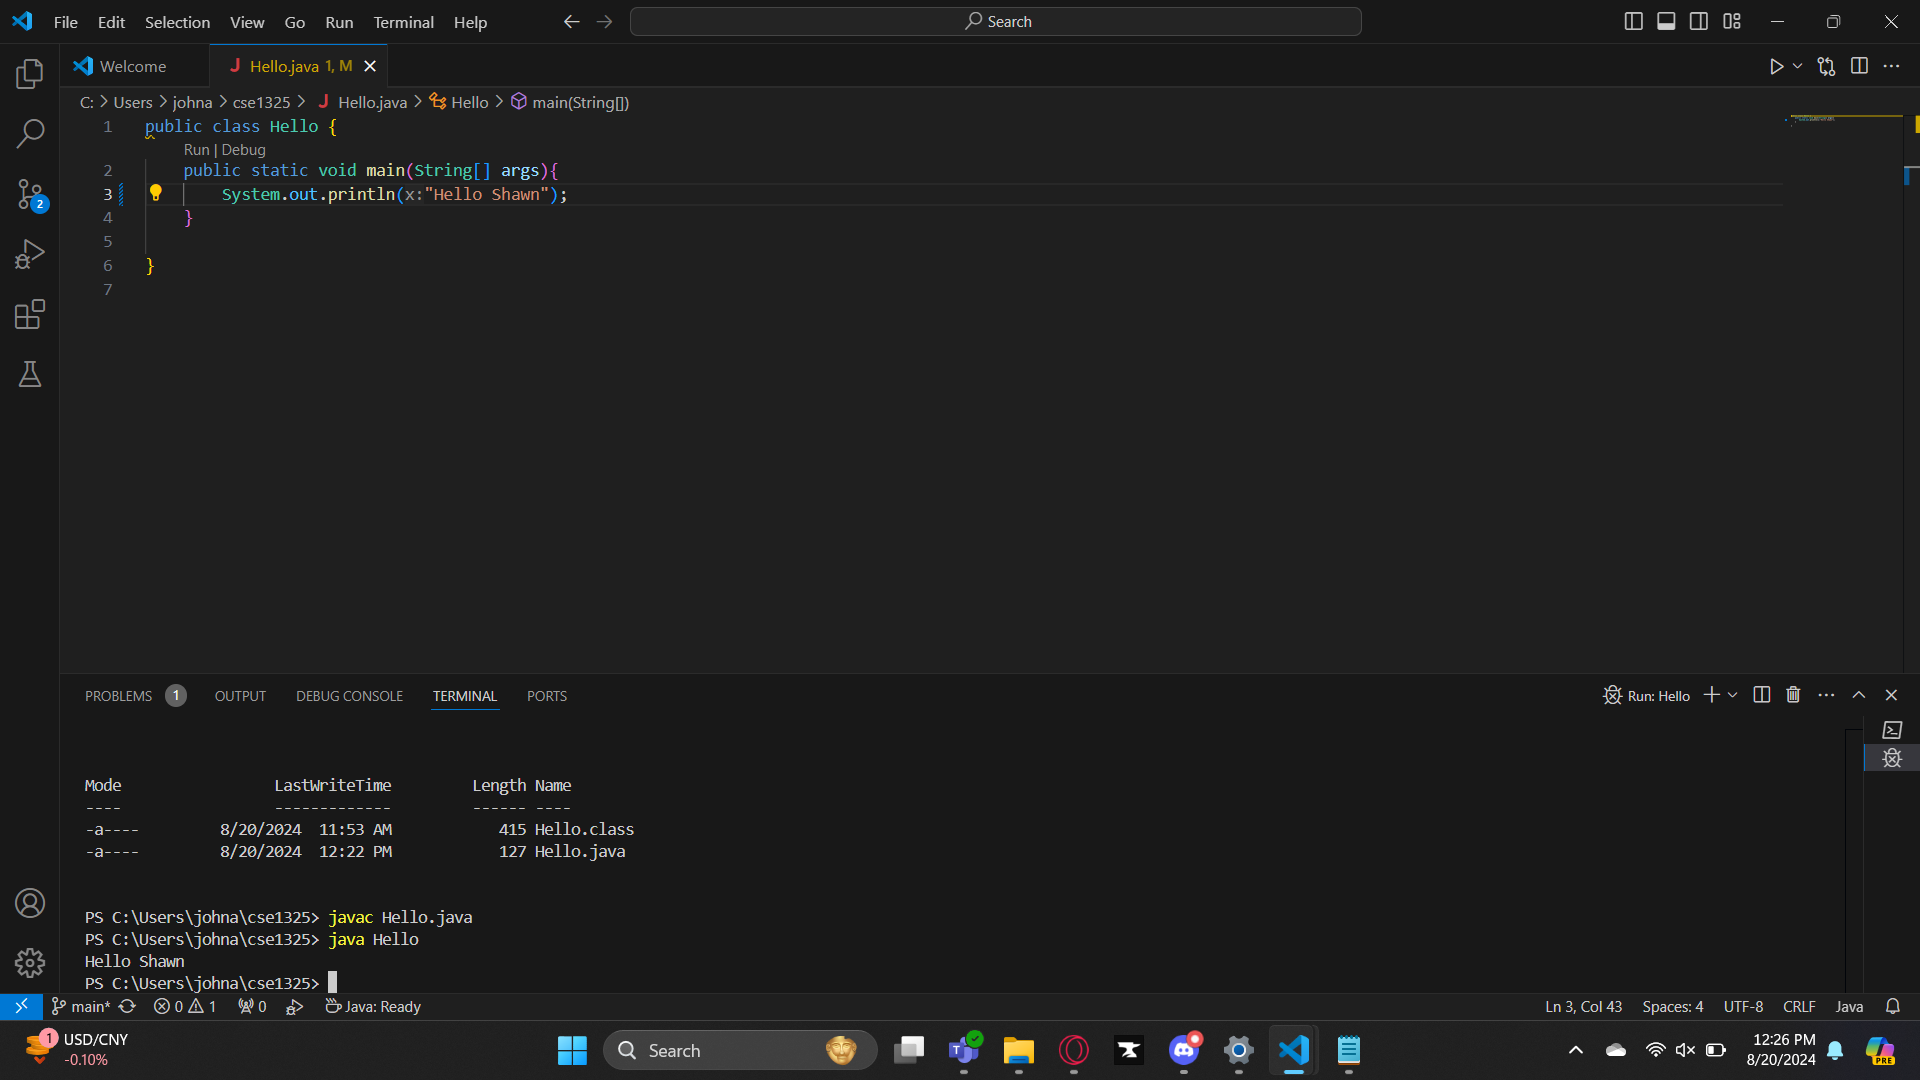 File Edit Selection View Go Run Terminal Help Search
Welcome Hello.java 1, M
C: > Users > johna > cse1325 > Hello.java > Hello > main(String[])
1 public class Hello {
Run | Debug
2 public static void main(String[] args){
3 System.out.println(x:"Hello Shawn");
4 }
5
6 }
7
2
PROBLEMS 1 OUTPUT DEBUG CONSOLE TERMINAL PORTS Run: Hello
Mode LastWriteTime Length Name
---- ------------- ------ ----
-a---- 8/20/2024 11:53 AM 415 Hello.class
-a---- 8/20/2024 12:22 PM 127 Hello.java
PS C:\Users\johna\cse1325> javac Hello.java
PS C:\Users\johna\cse1325> java Hello
Hello Shawn
PS C:\Users\johna\cse1325>
main* 0 1 0 Java: Ready Ln 3, Col 43 Spaces: 4 UTF-8 CRLF Java
1 USD/CNY
-0.10%
Search
12:26 PM
8/20/2024
PRE